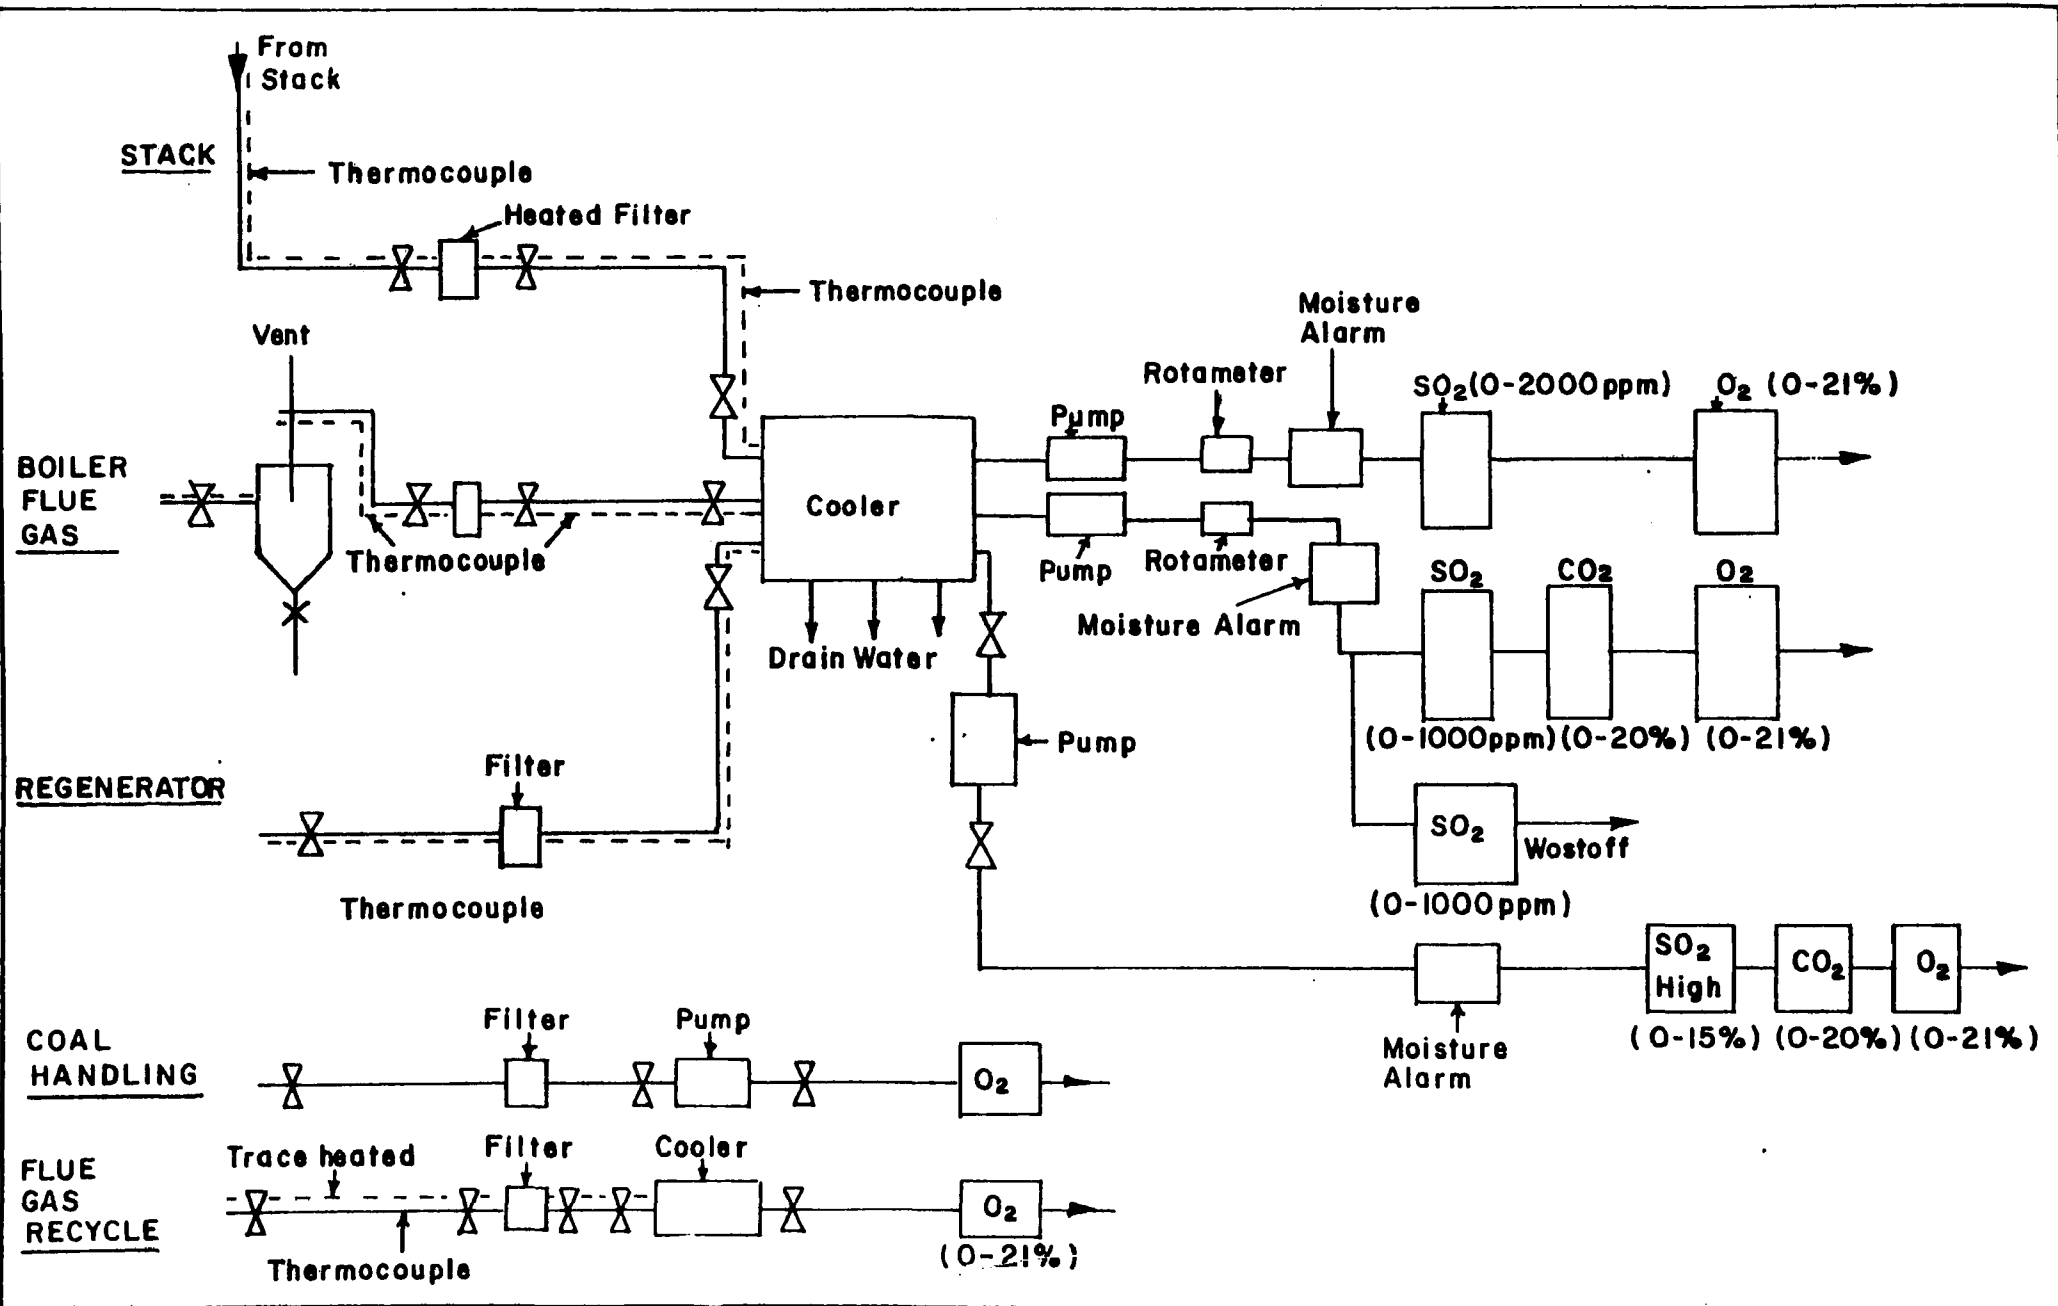 From
Stack
STACK
Thermocouple
Heated Filter
Thermocouple
Vent
Moisture
Alarm
Rotameter
SO₂(0-2000ppm)
O₂ (0-21%)
Pump
BOILER
FLUE
GAS
Cooler
Thermocouple
Pump
Rotameter
SO₂
CO₂
O₂
Moisture Alarm
Drain Water
(0-1000ppm)
(0-20%)
(0-21%)
Pump
Filter
REGENERATOR
SO₂
Wostoff
(0-1000ppm)
Thermocouple
SO₂
High
CO₂
O₂
(0-15%)
(0-20%)
(0-21%)
Moisture
Alarm
COAL
HANDLING
Filter
Pump
O₂
FLUE
GAS
RECYCLE
Trace heated
Filter
Cooler
O₂
(0-21%)
Thermocouple